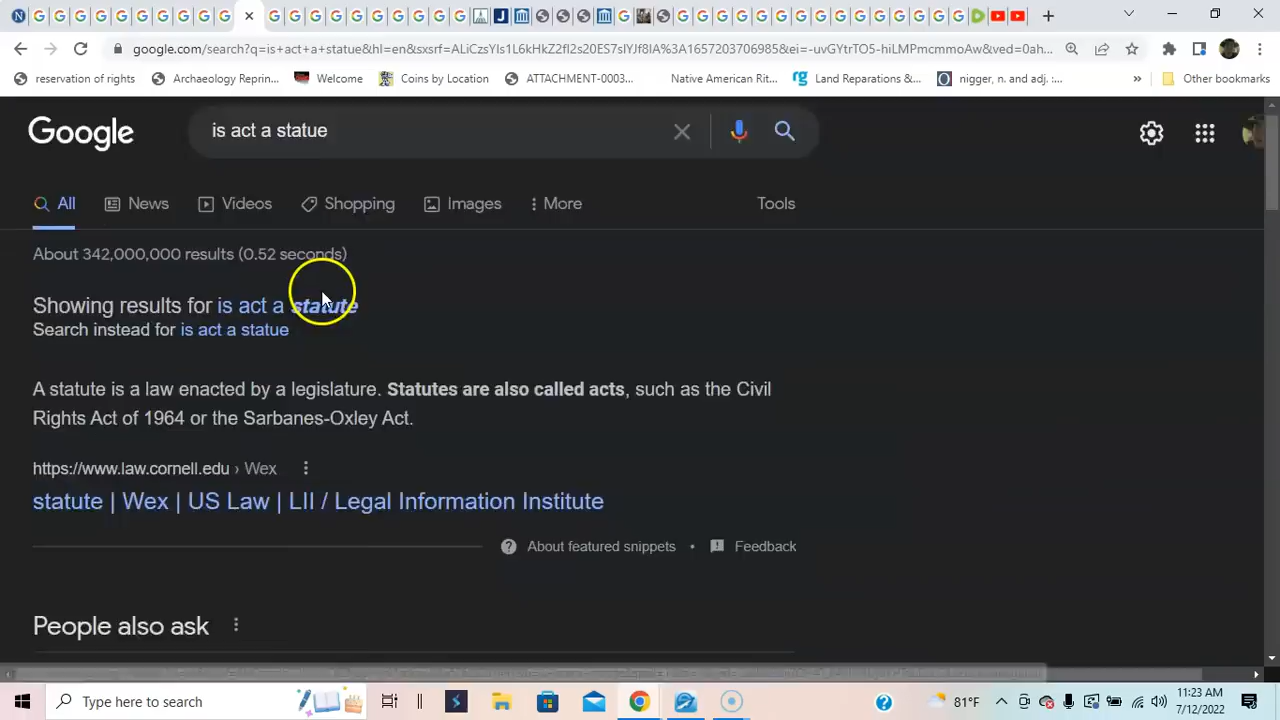 google.com/search?q=is+act+a+statue&hl=en&sxsrf=ALiCzsYls1L6kHkZ2fl2s20ES7slYJf8lA%3A1657203706985&ei=-uvGYtrTO5-hiLMPmcmmoAw&ved=0ah...
reservation of rights Archaeology Reprin... Welcome Coins by Location ATTACHMENT-0003... Native American Rit... Land Reparations &... nigger, n. and adj. :... » Other bookmarks
Google is act a statue
All News Videos Shopping Images More Tools
About 342,000,000 results (0.52 seconds)
Showing results for is act a statute
Search instead for is act a statue
A statute is a law enacted by a legislature. Statutes are also called acts, such as the Civil
Rights Act of 1964 or the Sarbanes-Oxley Act.
https://www.law.cornell.edu › Wex
statute | Wex | US Law | LII / Legal Information Institute
About featured snippets • Feedback
People also ask
Type here to search 81°F 11:23 AM
7/12/2022